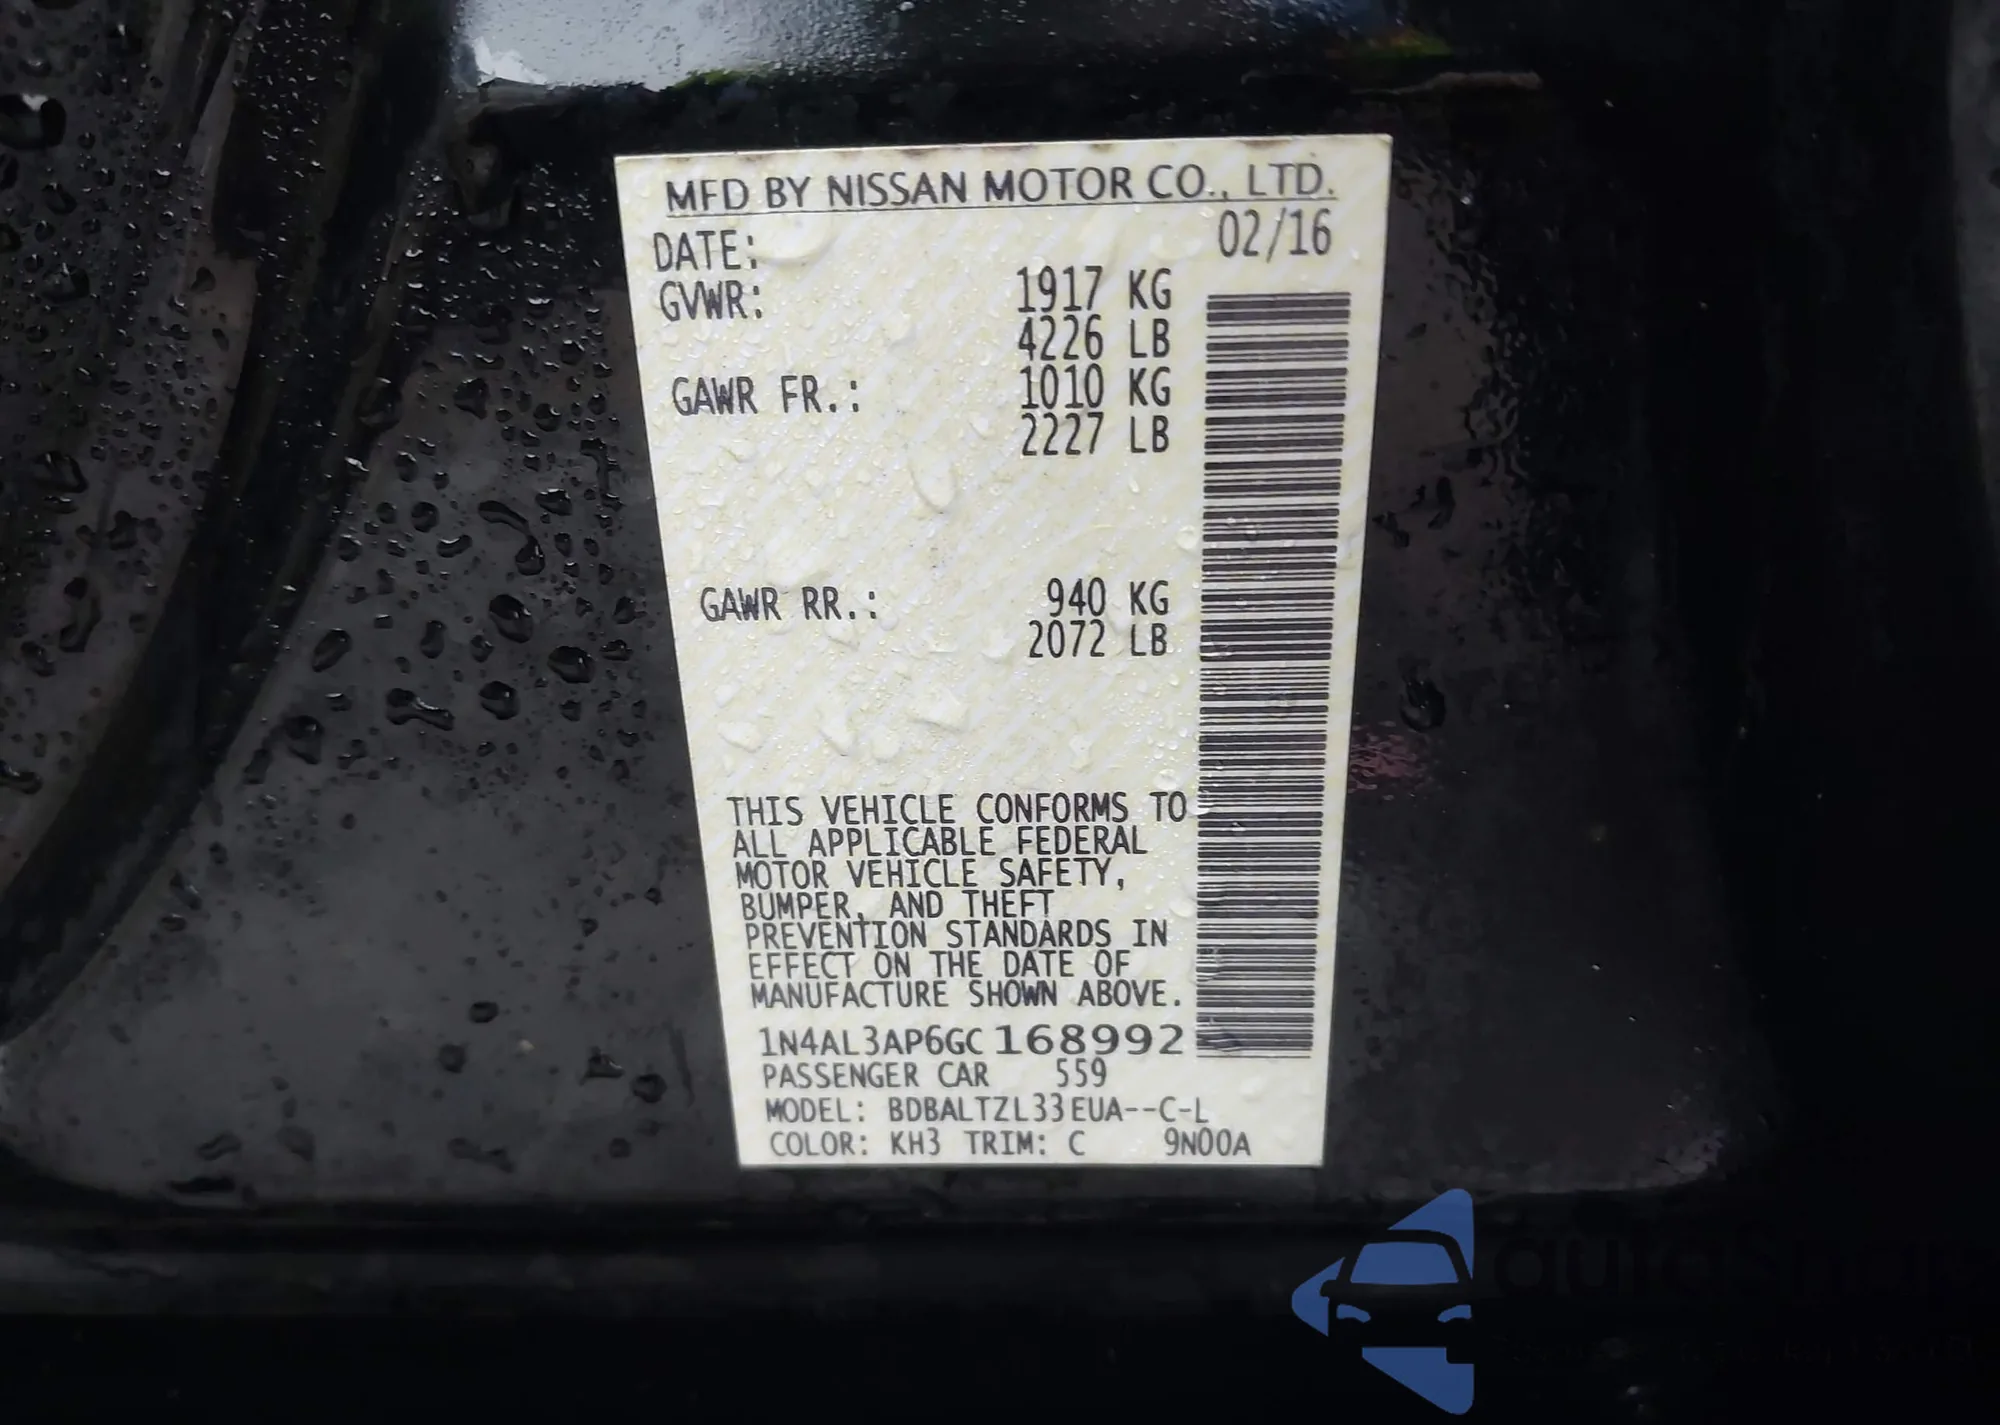 MFD BY NISSAN MOTOR CO., LTD.
DATE: 02/16
GVWR: 1917 KG
4226 LB
GAWR FR.: 1010 KG
2227 LB
GAWR RR.: 940 KG
2072 LB
THIS VEHICLE CONFORMS TO
ALL APPLICABLE FEDERAL
MOTOR VEHICLE SAFETY,
BUMPER, AND THEFT
PREVENTION STANDARDS IN
EFFECT ON THE DATE OF
MANUFACTURE SHOWN ABOVE.
1N4AL3AP6GC168992
PASSENGER CAR 559
MODEL: BDBALTZL33EUA--C-L
COLOR: KH3 TRIM: C 9N00A